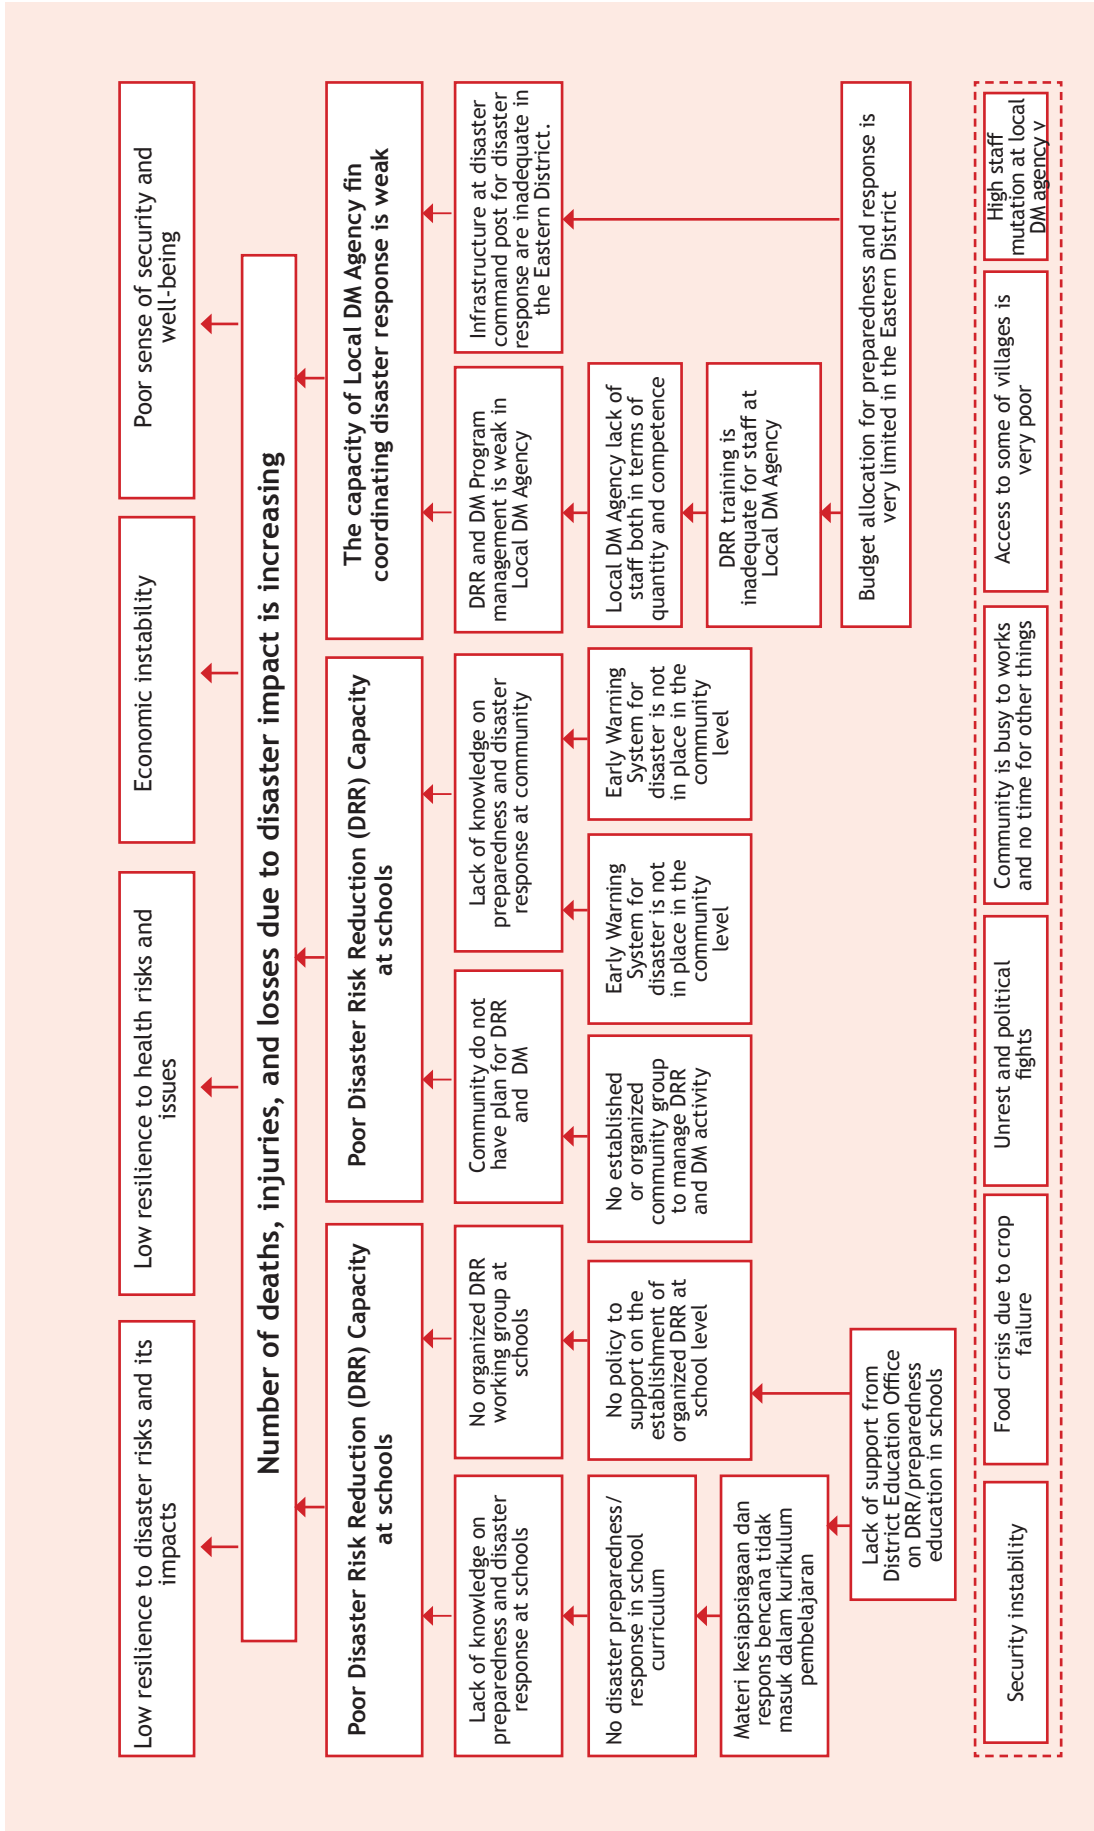 Low resilience to disaster risks and its
impacts
Low resilience to health risks and
issues
Economic instability
Poor sense of security and
well-being
Number of deaths, injuries, and losses due to disaster impact is increasing
Poor Disaster Risk Reduction (DRR) Capacity
at schools
Poor Disaster Risk Reduction (DRR) Capacity
at schools
The capacity of Local DM Agency fin
coordinating disaster response is weak
Lack of knowledge on
preparedness and disaster
response at schools
No organized DRR
working group at
schools
Community do not
have plan for DRR
and DM
Lack of knowledge on
preparedness and disaster
response at community
DRR and DM Program
management is weak in
Local DM Agency
Infrastructure at disaster
command post for disaster
response are inadequate in
the Eastern District.
No disaster preparedness/
response in school
curriculum
No policy to
support on the
establishment of
organized DRR at
school level
No established
or organized
community group
to manage DRR
and DM activity
Early Warning
System for
disaster is not
in place in the
community
level
Early Warning
System for
disaster is not
in place in the
community
level
Local DM Agency lack of
staff both in terms of
quantity and competence
Materi kesiapsiagaan dan
respons bencana tidak
masuk dalam kurikulum
pembelajaran
DRR training is
inadequate for staff at
Local DM Agency
Lack of support from
District Education Office
on DRR/preparedness
education in schools
Budget allocation for preparedness and response is
very limited in the Eastern District
Security instability
Food crisis due to crop
failure
Unrest and political
fights
Community is busy to works
and no time for other things
Access to some of villages is
very poor
High staff
mutation at local
DM agency v